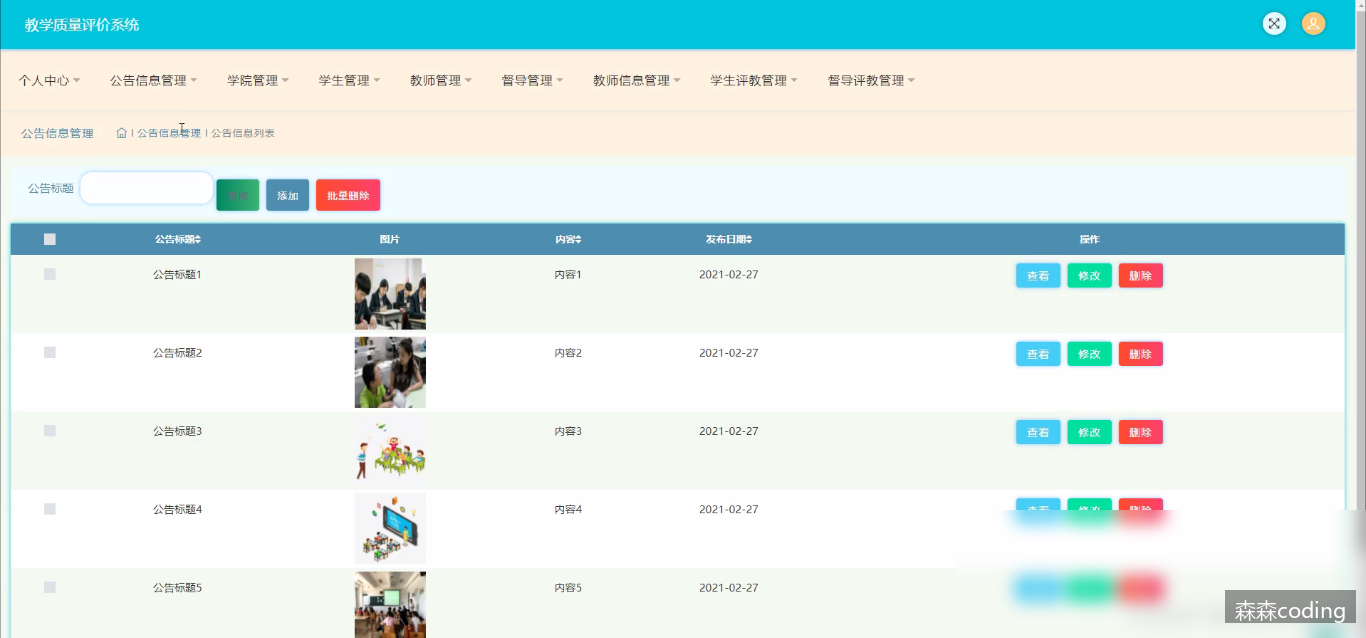 教学质量评价系统
个人中心 公告信息管理 学院管理 学生管理 教师管理 督导管理 教师信息管理 学生评教管理 督导评教管理
公告信息管理 公告信息管理 公告信息列表
公告标题 查询 添加 批量删除
公告标题 图片 内容 发布日期 操作
公告标题1 内容1 2021-02-27 查看 修改 删除
公告标题2 内容2 2021-02-27 查看 修改 删除
公告标题3 内容3 2021-02-27 查看 修改 删除
公告标题4 内容4 2021-02-27 查看 修改 删除
公告标题5 内容5 2021-02-27
森森coding